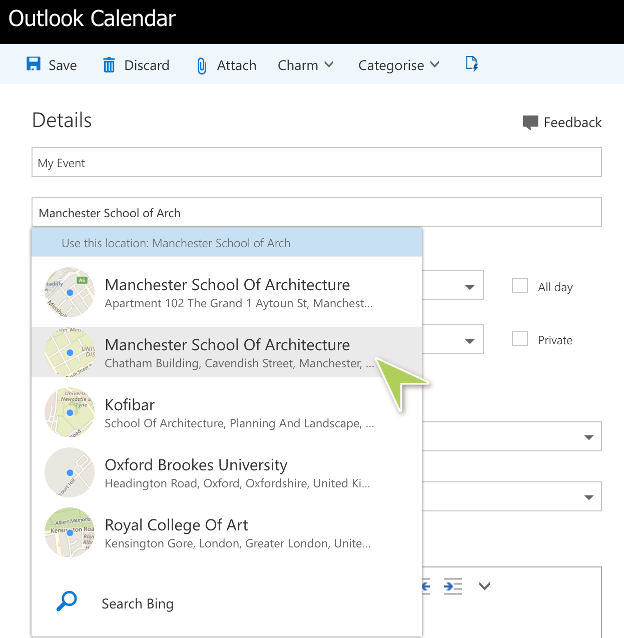 Outlook Calendar
Save Discard Attach Charm Categorise
Details
Feedback
My Event
Manchester School of Arch
Use this location: Manchester School of Arch
Manchester School Of Architecture
Apartment 102 The Grand 1 Aytoun St, Manchest...
All day
Manchester School Of Architecture
Chatham Building, Cavendish Street, Manchester, ...
Private
Kofibar
School Of Architecture, Planning And Landscape, ...
Oxford Brookes University
Headington Road, Oxford, Oxfordshire, United Ki...
Royal College Of Art
Kensington Gore, London, Greater London, Unite...
Search Bing